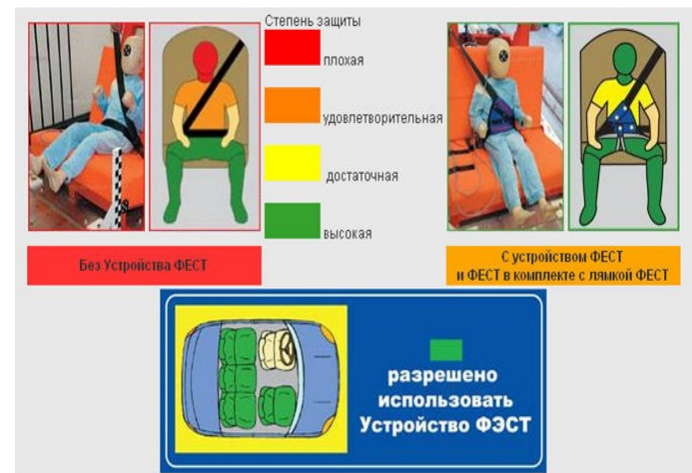 Степень защиты
плохая
удовлетворительная
достаточная
высокая
Без Устройства ФЕСТ
С устройством ФЕСТ
и ФЕСТ в комплекте с лямкой ФЕСТ
разрешено
использовать
Устройство ФЭСТ